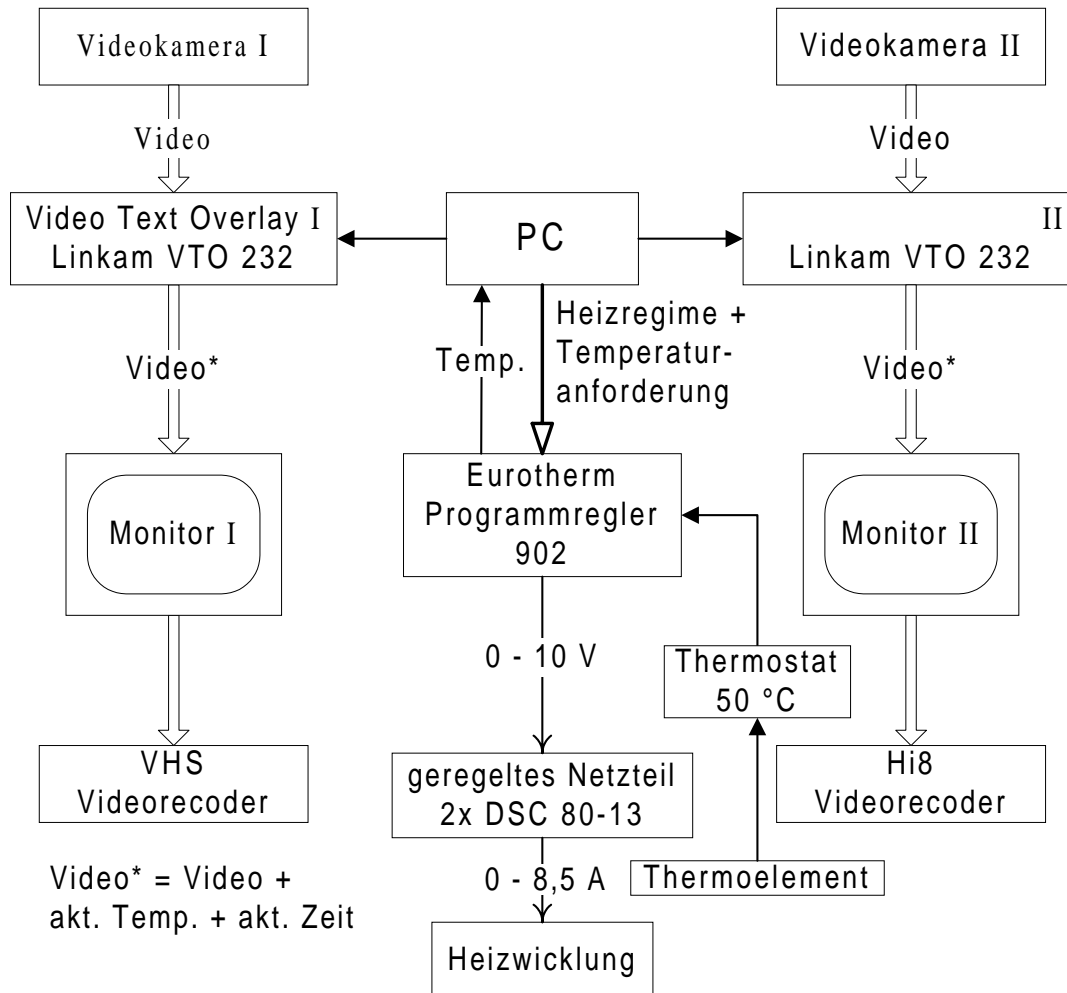 Videokamera I
Videokamera II
Video
Video
Video Text Overlay I
Linkam VTO 232
PC
II
Linkam VTO 232
Video*
Temp.
Heizregime +
Temperatur-
anforderung
Video*
Monitor I
Eurotherm
Programmregler
902
Monitor II
0 - 10 V
Thermostat
50 °C
VHS
Videorecoder
geregeltes Netzteil
2x DSC 80-13
Hi8
Videorecoder
Video* = Video +
akt. Temp. + akt. Zeit
0 - 8,5 A
Thermoelement
Heizwicklung